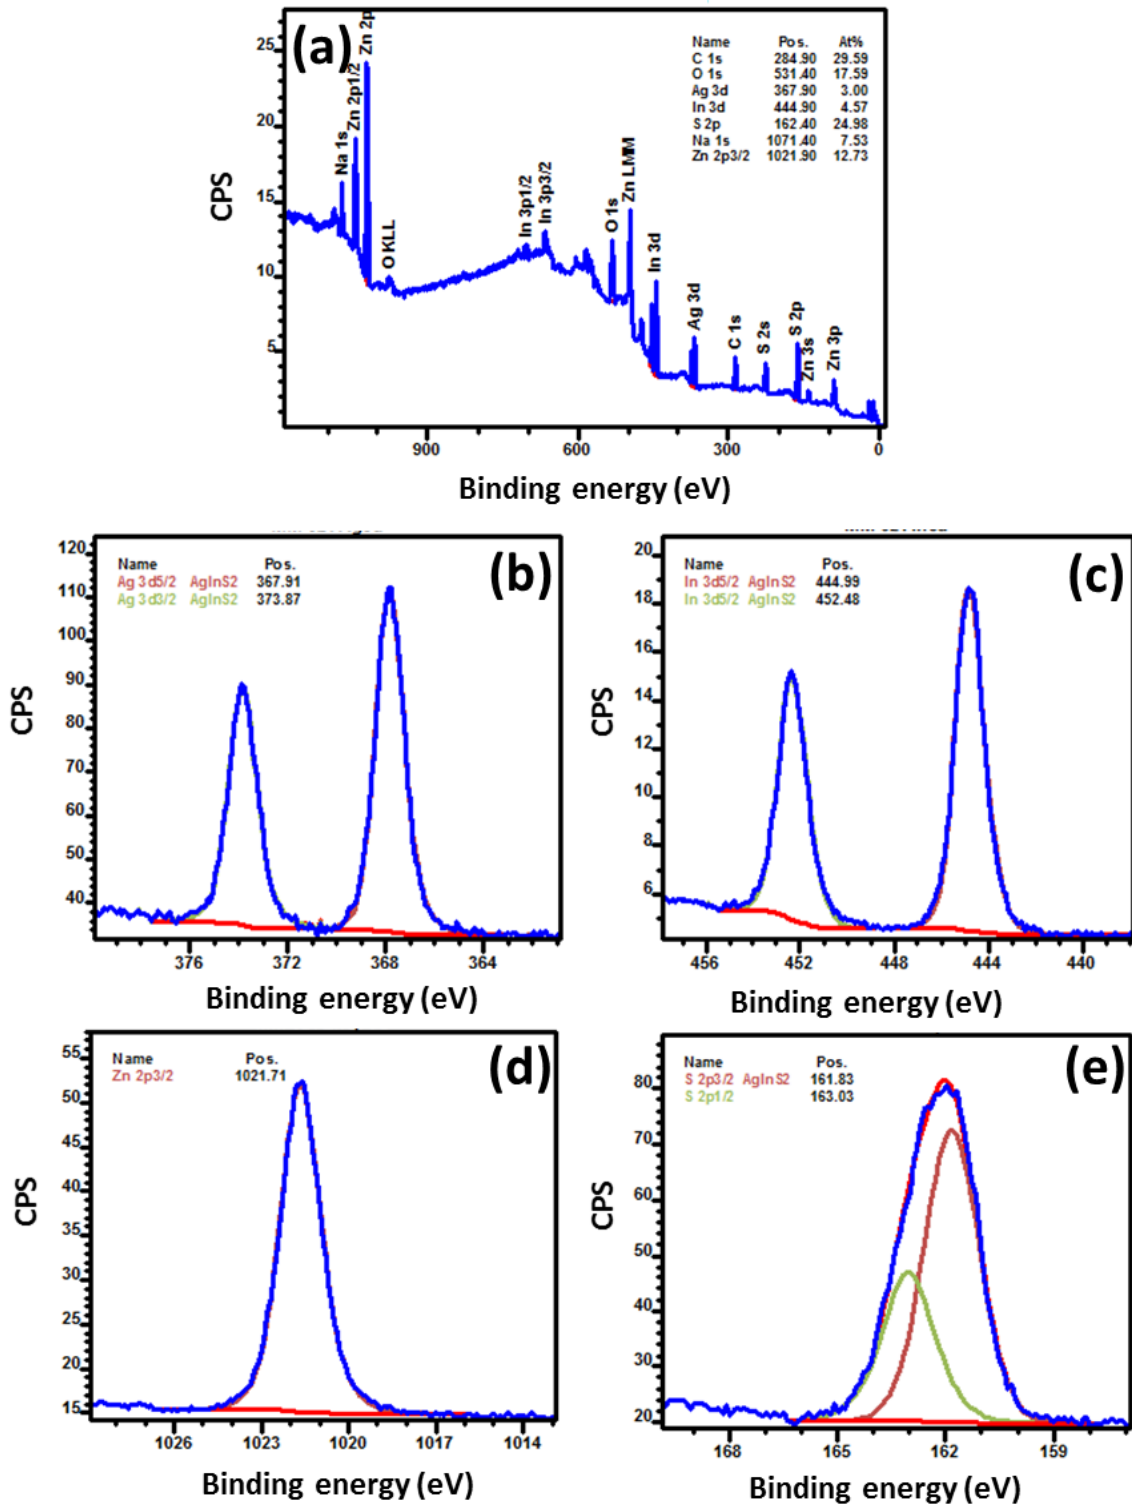 (a)
CPS
25
20
15
10
5
Na 1s
Zn 2p1/2
Zn 2p
O KLL
In 3p1/2
In 3p3/2
O 1s
Zn LMM
In 3d
Ag 3d
C 1s
S 2s
S 2p
Zn 3s
Zn 3p
Name Pos. At%
C 1s 284.90 29.59
O 1s 531.40 17.59
Ag 3d 367.90 3.00
In 3d 444.90 4.57
S 2p 162.40 24.98
Na 1s 1071.40 7.53
Zn 2p3/2 1021.90 12.73
900 600 300 0
Binding energy (eV)
(b)
Name Pos.
Ag 3d5/2 AgInS2 367.91
Ag 3d3/2 AgInS2 373.87
CPS
120
110
100
90
80
70
60
50
40
376 372 368 364
Binding energy (eV)
(c)
Name Pos.
In 3d5/2 AgInS2 444.99
In 3d5/2 AgInS2 452.48
CPS
20
18
16
14
12
10
8
6
456 452 448 444 440
Binding energy (eV)
(d)
Name Pos.
Zn 2p3/2 1021.71
CPS
55
50
45
40
35
30
25
20
15
1026 1023 1020 1017 1014
Binding energy (eV)
(e)
Name Pos.
S 2p3/2 AgInS2 161.83
S 2p1/2 163.03
CPS
80
70
60
50
40
30
20
168 165 162 159
Binding energy (eV)